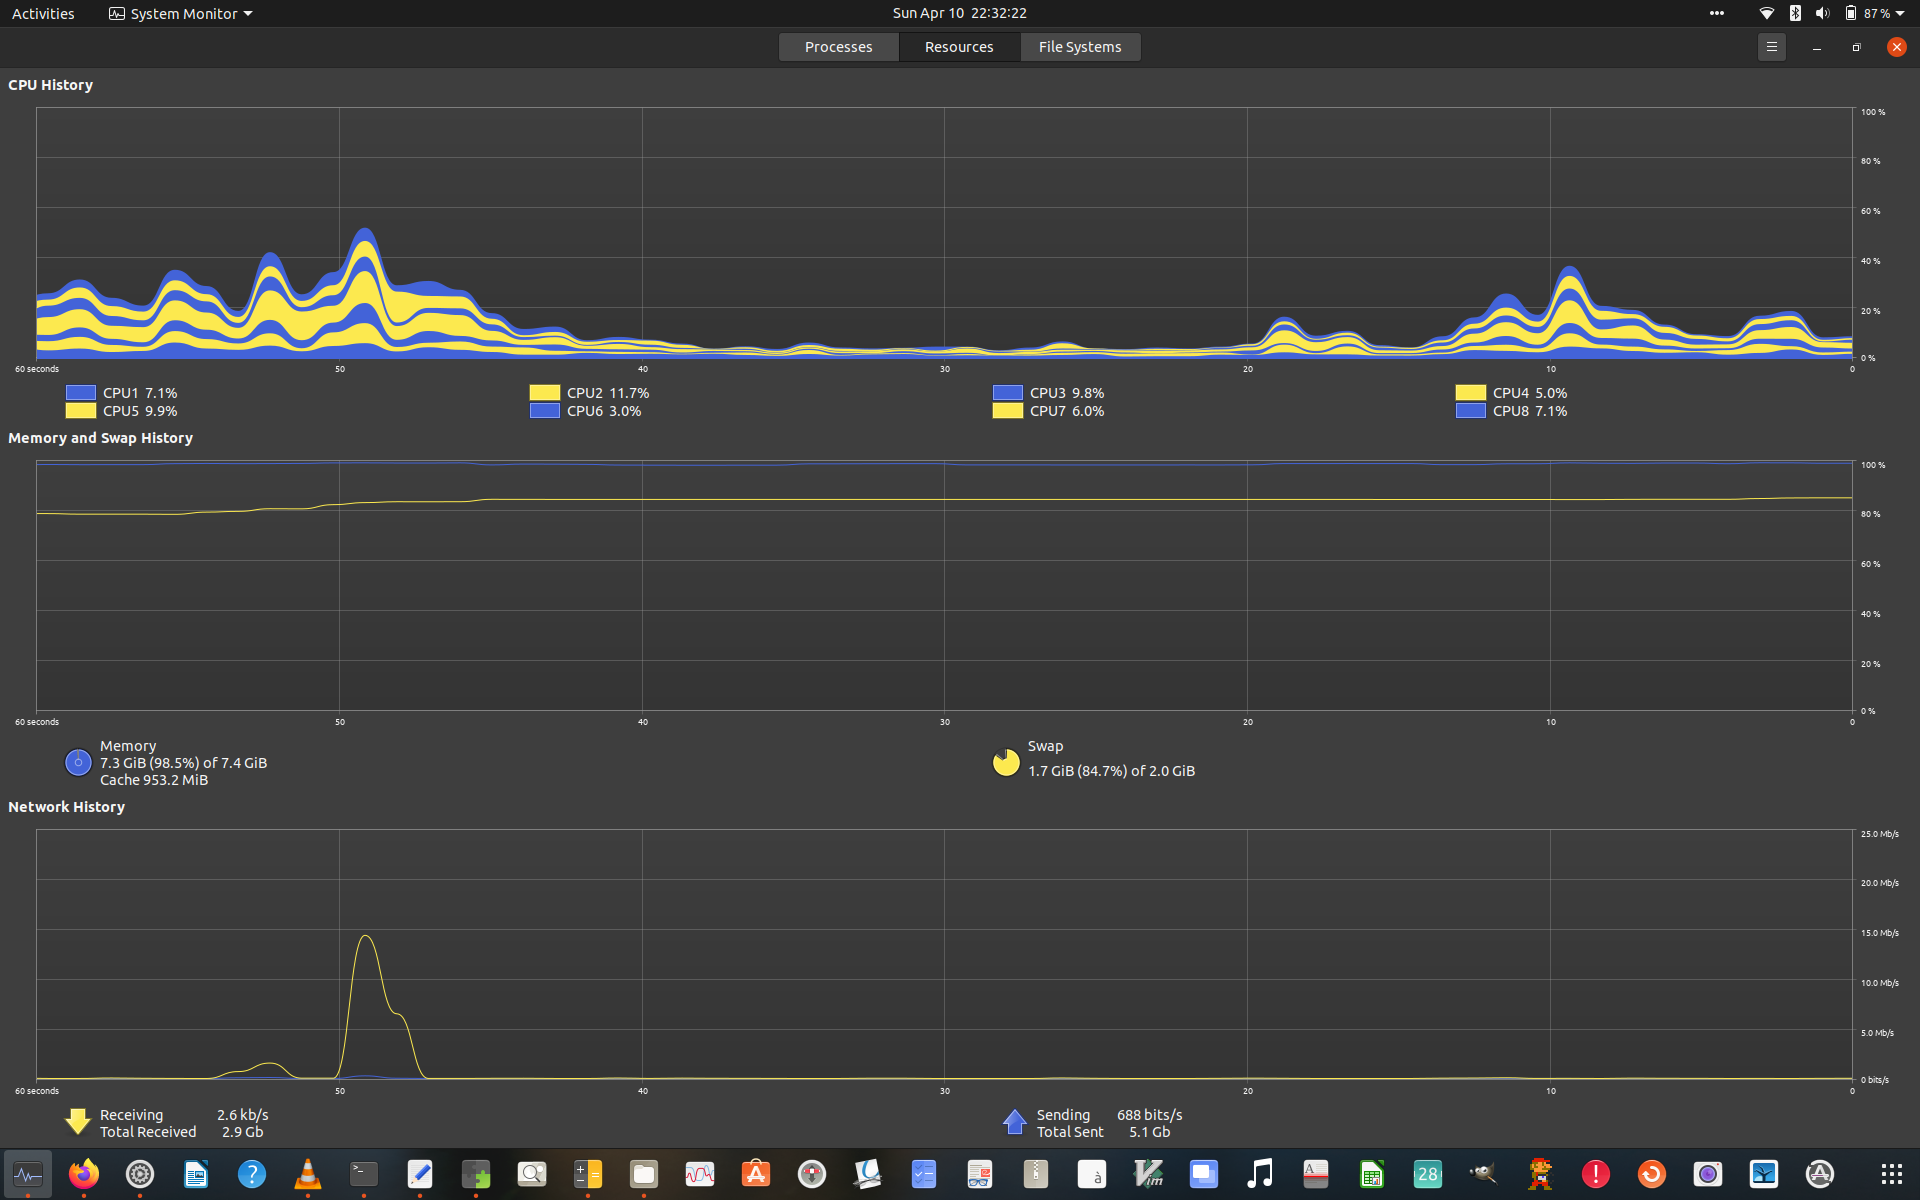 Activities System Monitor Sun Apr 10 22:32:22 87 %
Processes Resources File Systems
CPU History
100 %
80 %
60 %
40 %
20 %
0 %
60 seconds 50 40 30 20 10 0
CPU1 7.1% CPU2 11.7% CPU3 9.8% CPU4 5.0%
CPU5 9.9% CPU6 3.0% CPU7 6.0% CPU8 7.1%
Memory and Swap History
100 %
80 %
60 %
40 %
20 %
0 %
60 seconds 50 40 30 20 10 0
Memory
7.3 GiB (98.5%) of 7.4 GiB
Cache 953.2 MiB
Swap
1.7 GiB (84.7%) of 2.0 GiB
Network History
25.0 Mb/s
20.0 Mb/s
15.0 Mb/s
10.0 Mb/s
5.0 Mb/s
0 bits/s
60 seconds 50 40 30 20 10 0
Receiving 2.6 kb/s
Total Received 2.9 Gb
Sending 688 bits/s
Total Sent 5.1 Gb
? >_ à Vim A 28 !